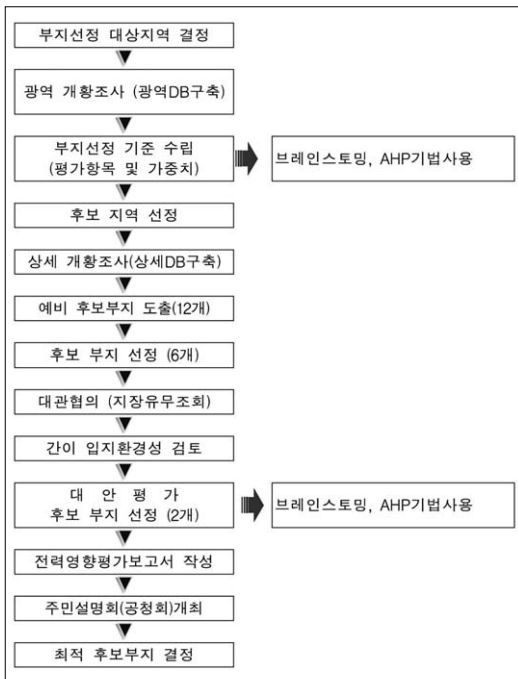 부지선정 대상지역 결정
광역 개황조사 (광역DB구축)
부지선정 기준 수립
(평가항목 및 가중치)
브레인스토밍, AHP기법사용
후보 지역 선정
상세 개황조사(상세DB구축)
예비 후보부지 도출(12개)
후보 부지 선정 (6개)
대관협의 (지장유무조회)
간이 입지환경성 검토
대 안 평 가
후보 부지 선정 (2개)
브레인스토밍, AHP기법사용
전력영향평가보고서 작성
주민설명회(공청회)개최
최적 후보부지 결정